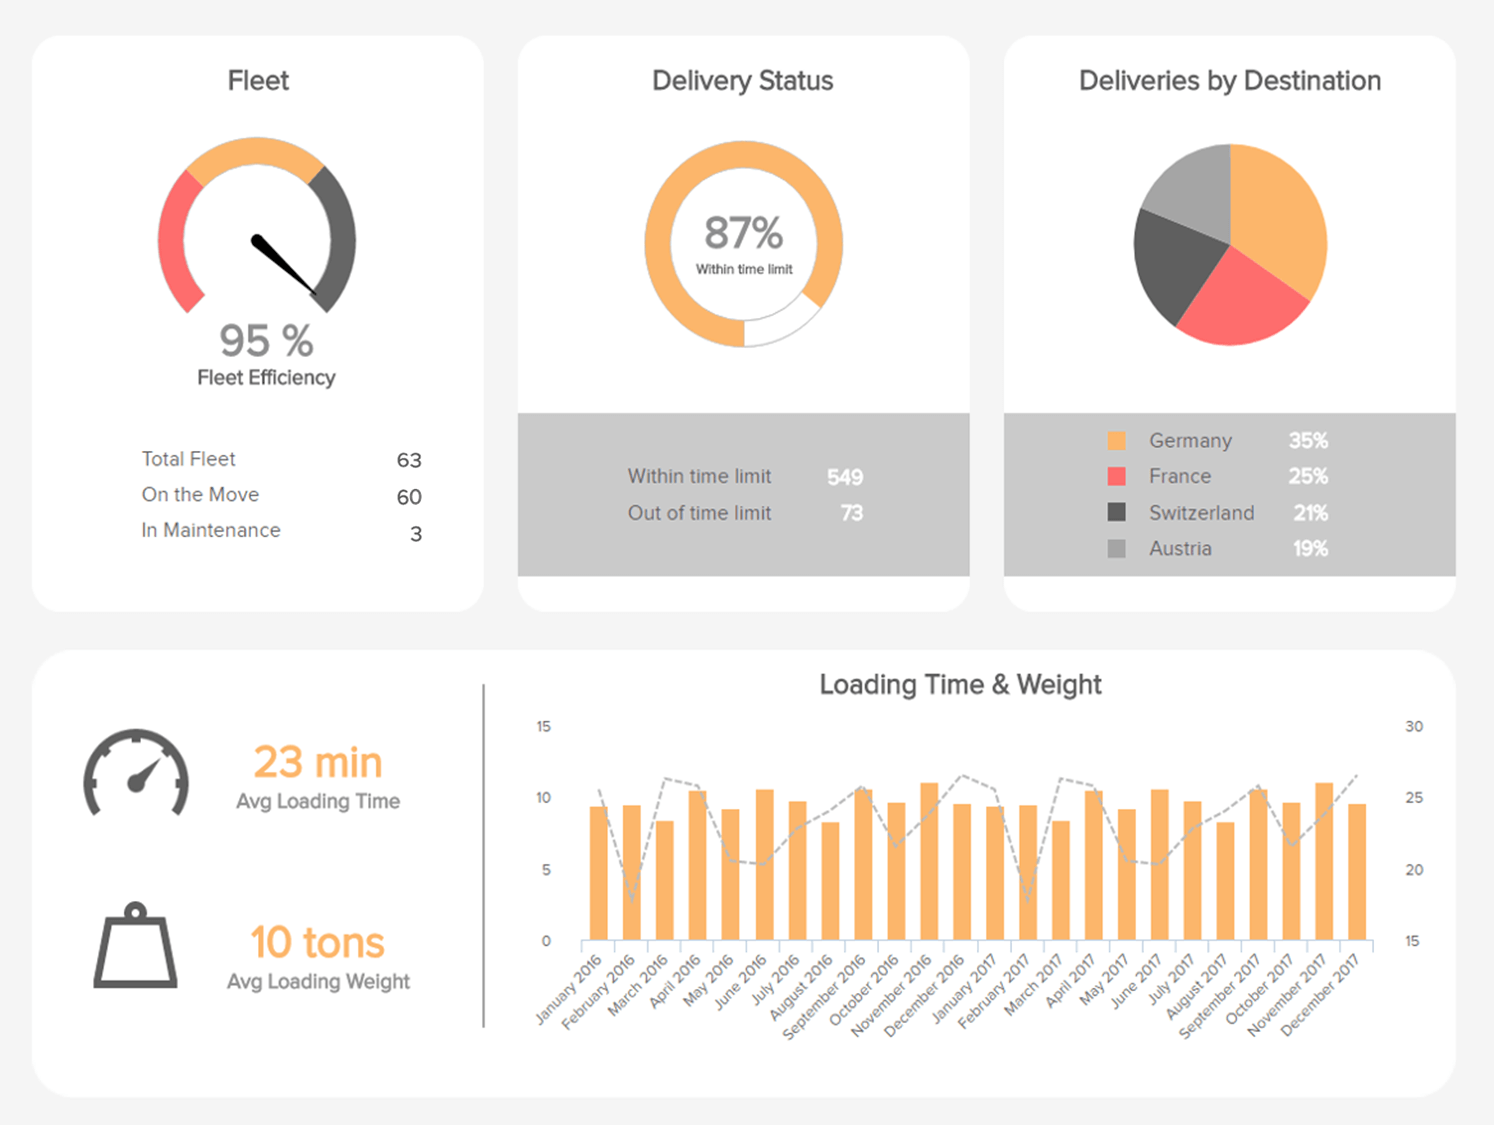 Fleet
95 %
Fleet Efficiency
Total Fleet 63
On the Move 60
In Maintenance 3
Delivery Status
87%
Within time limit
Within time limit 549
Out of time limit 73
Deliveries by Destination
Germany 35%
France 25%
Switzerland 21%
Austria 19%
23 min
Avg Loading Time
10 tons
Avg Loading Weight
Loading Time & Weight
15
10
5
0
30
25
20
15
January 2016
February 2016
March 2016
April 2016
May 2016
June 2016
July 2016
August 2016
September 2016
October 2016
November 2016
December 2016
January 2017
February 2017
March 2017
April 2017
May 2017
June 2017
July 2017
August 2017
September 2017
October 2017
November 2017
December 2017